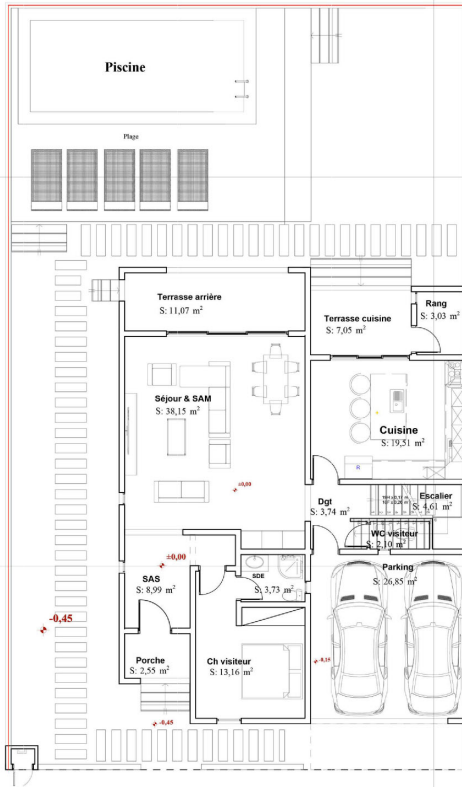 Piscine
Plage
Terrasse arrière
S: 11,07 m²
Terrasse cuisine
S: 7,05 m²
Rang
S: 3,03 m²
Séjour & SAM
S: 38,15 m²
Cuisine
S: 19,51 m²
R
±0,00
Dgt
S: 3,74 m²
Escalier
S: 4,61 m²
WC visiteur
S: 2,10 m²
±0,00
SAS
S: 8,99 m²
SDE
S: 3,73 m²
Parking
S: 26,85 m²
-0,45
Porche
S: 2,55 m²
Ch visiteur
S: 13,16 m²
-0,15
-0,45